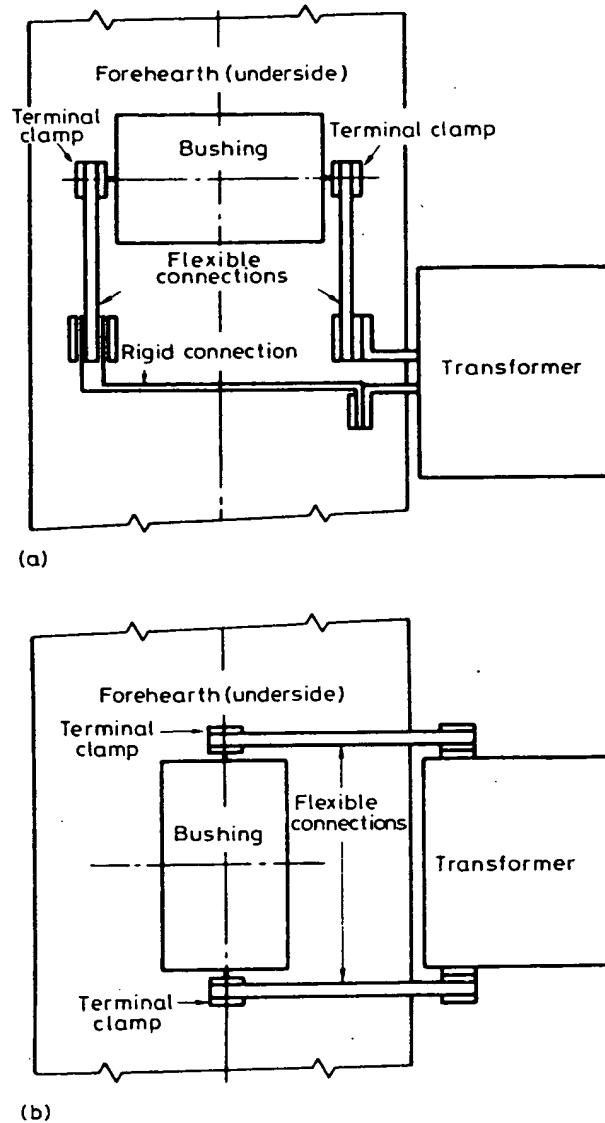 Forehearth (underside)
Terminal
clamp
Terminal clamp
Bushing
Flexible
connections
Rigid connection
Transformer
(a)
Forehearth (underside)
Terminal
clamp
Flexible
connections
Bushing
Transformer
Terminal
clamp
(b)